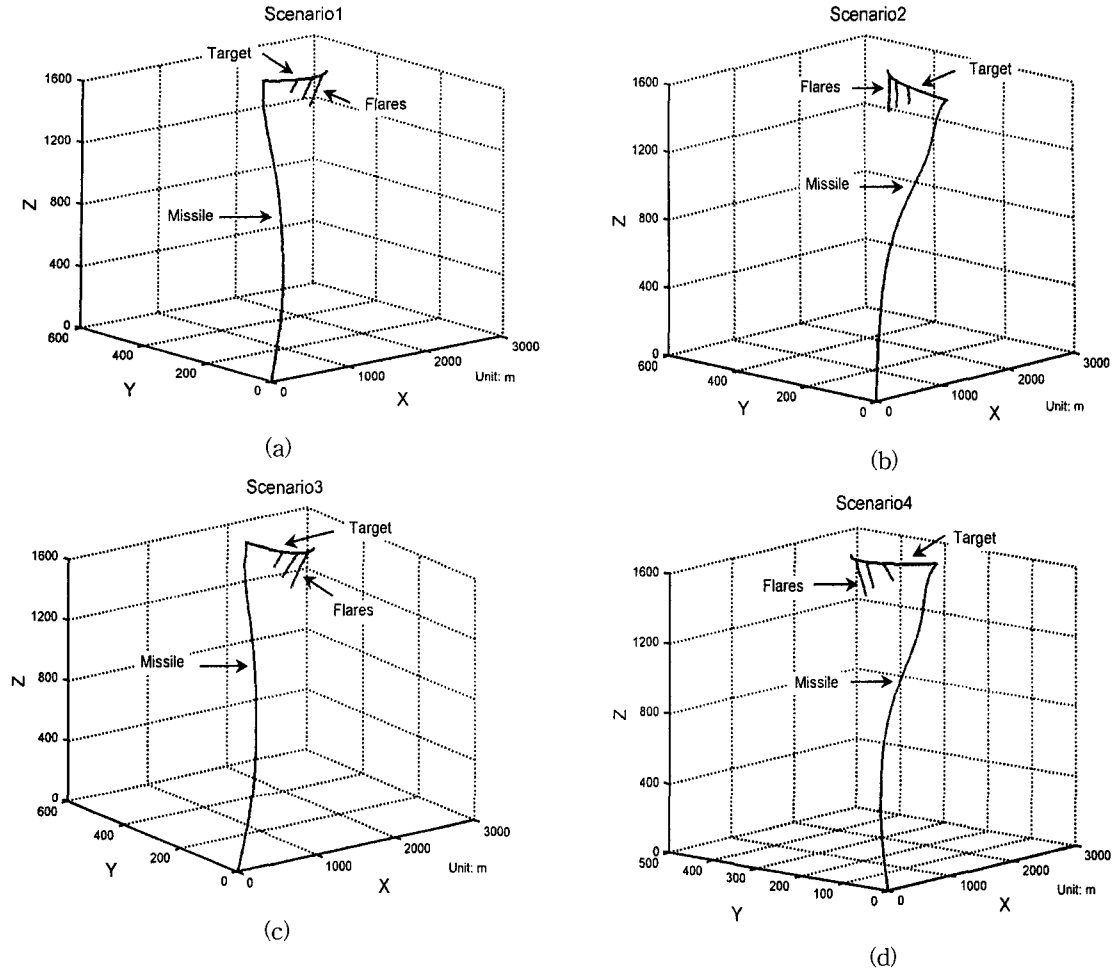 Scenario1
Target
Flares
Missile
Z
1600
1200
800
400
0
600
400
200
0
Y
0
1000
2000
3000
X
Unit: m
(a)
Scenario2
Target
Flares
Missile
Z
1600
1200
800
400
0
600
400
200
0
Y
0
1000
2000
3000
X
Unit: m
(b)
Scenario3
Target
Flares
Missile
Z
1600
1200
800
400
0
600
400
200
0
Y
0
1000
2000
3000
X
Unit: m
(c)
Scenario4
Target
Flares
Missile
Z
1600
1200
800
400
0
500
400
300
200
100
0
Y
0
1000
2000
3000
X
Unit: m
(d)